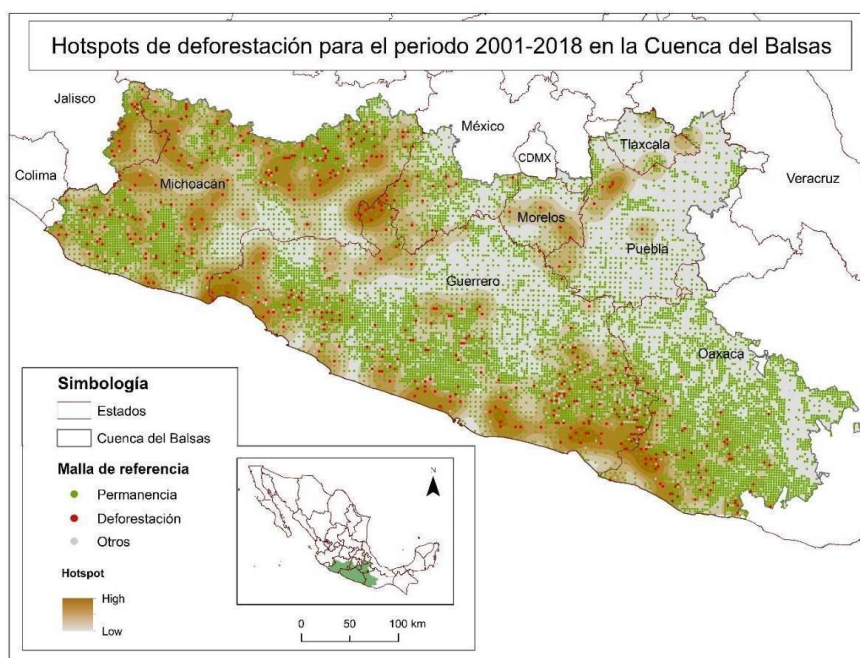 Hotspots de deforestación para el periodo 2001-2018 en la Cuenca del Balsas
Jalisco
México
Tlaxcala
CDMX
Colima
Michoacán
Veracruz
Morelos
Puebla
Guerrero
Oaxaca
Simbología
Estados
Cuenca del Balsas
Malla de referencia
Permanencia
Deforestación
Otros
Hotspot
High
Low
N
0 50 100 km